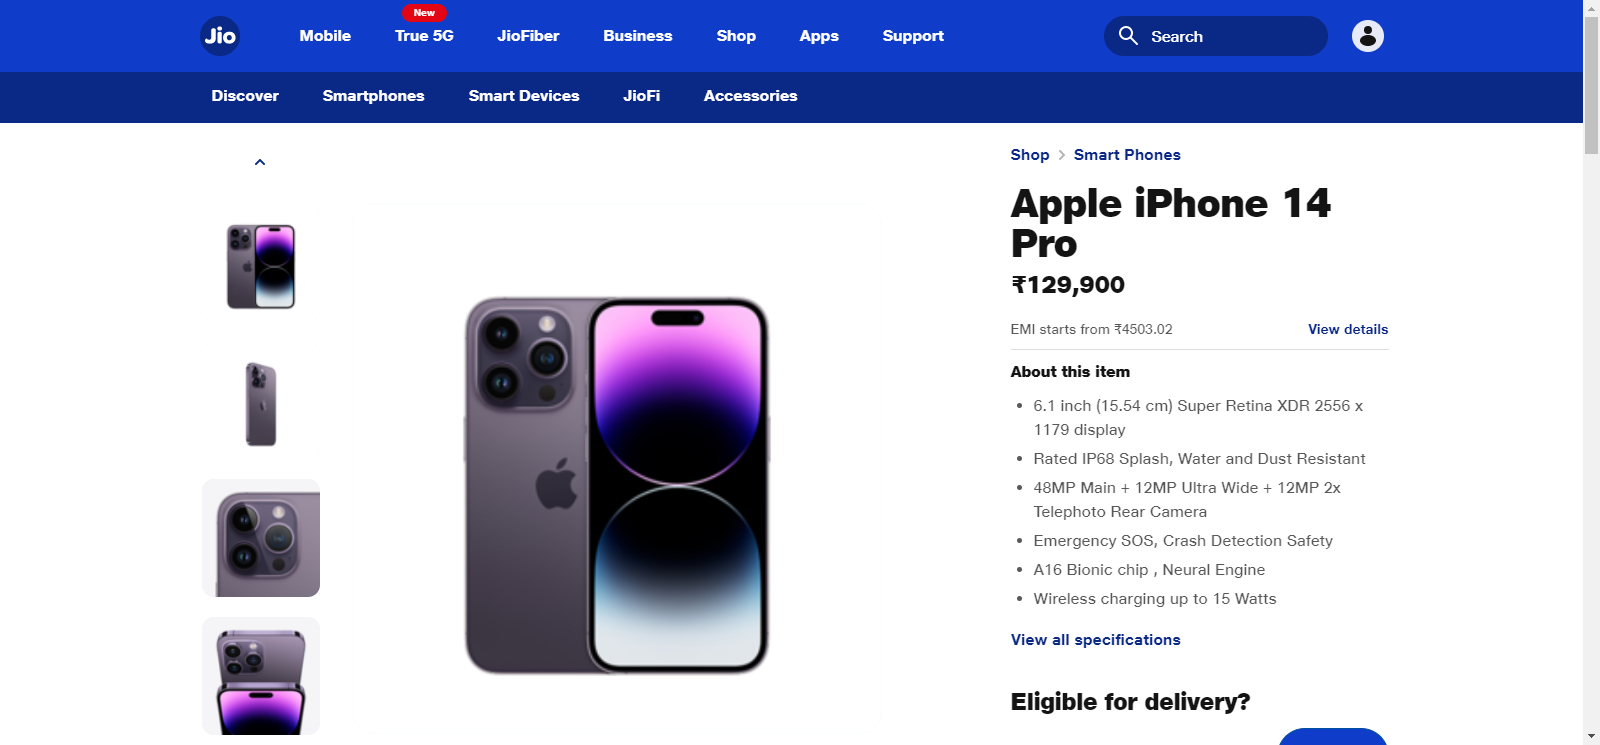 New
Jio
Mobile
True 5G
JioFiber
Business
Shop
Apps
Support
Search
Discover
Smartphones
Smart Devices
JioFi
Accessories
Shop
Smart Phones
Apple iPhone 14
Pro
₹129,900
EMI starts from ₹4503.02
View details
About this item
6.1 inch (15.54 cm) Super Retina XDR 2556 x
1179 display
Rated IP68 Splash, Water and Dust Resistant
48MP Main + 12MP Ultra Wide + 12MP 2x
Telephoto Rear Camera
Emergency SOS, Crash Detection Safety
A16 Bionic chip , Neural Engine
Wireless charging up to 15 Watts
View all specifications
Eligible for delivery?